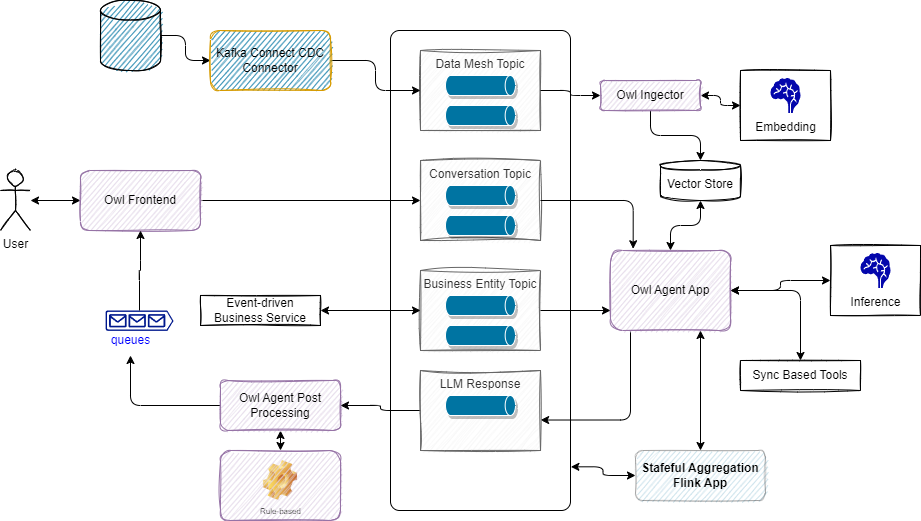 Kafka Connect CDC
Connector
Data Mesh Topic
Owl Ingector
Embedding
Conversation Topic
Vector Store
Owl Frontend
User
Business Entity Topic
Owl Agent App
Inference
Event-driven
Business Service
queues
LLM Response
Sync Based Tools
Owl Agent Post
Processing
Stateful Aggregation
Flink App
Rule-based